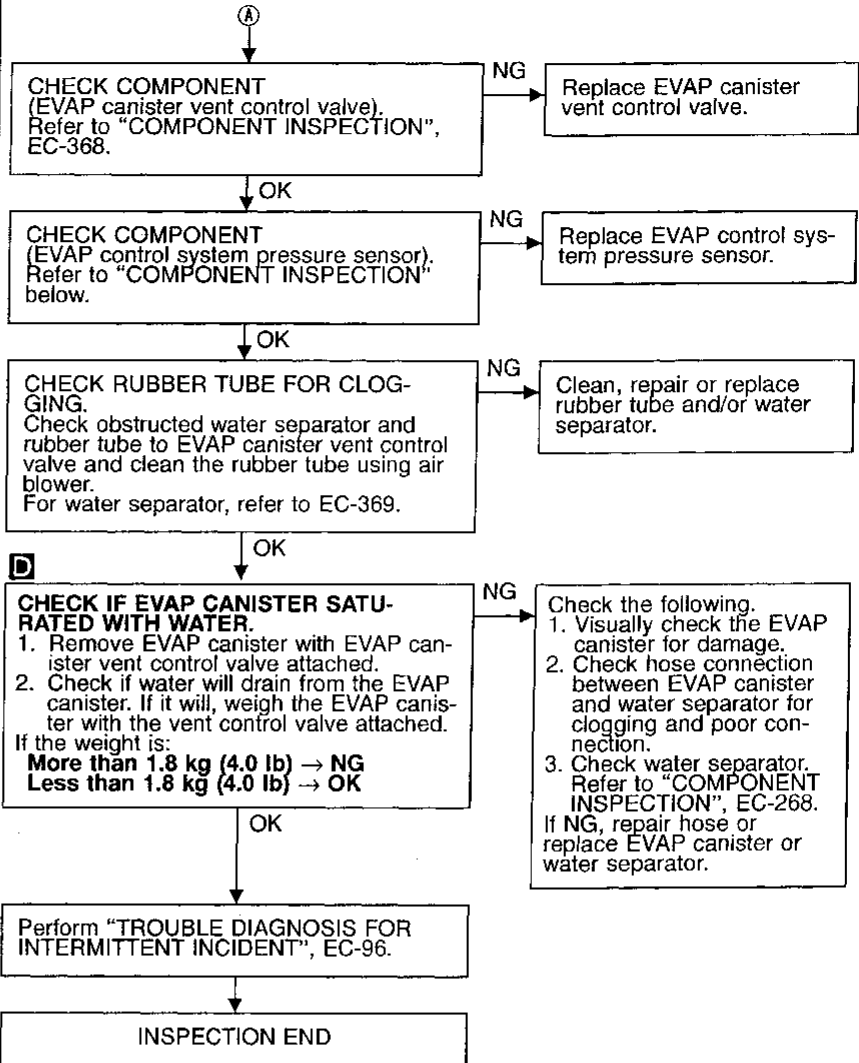 A
CHECK COMPONENT
(EVAP canister vent control valve).
Refer to “COMPONENT INSPECTION”,
EC-368.
NG
Replace EVAP canister
vent control valve.
OK
CHECK COMPONENT
(EVAP control system pressure sensor).
Refer to “COMPONENT INSPECTION”
below.
NG
Replace EVAP control sys-
tem pressure sensor.
OK
CHECK RUBBER TUBE FOR CLOG-
GING.
Check obstructed water separator and
rubber tube to EVAP canister vent control
valve and clean the rubber tube using air
blower.
For water separator, refer to EC-369.
NG
Clean, repair or replace
rubber tube and/or water
separator.
OK
D
CHECK IF EVAP CANISTER SATU-
RATED WITH WATER.
1. Remove EVAP canister with EVAP can-
ister vent control valve attached.
2. Check if water will drain from the EVAP
canister. If it will, weigh the EVAP canis-
ter with the vent control valve attached.
If the weight is:
More than 1.8 kg (4.0 lb) → NG
Less than 1.8 kg (4.0 lb) → OK
NG
Check the following.
1. Visually check the EVAP
canister for damage.
2. Check hose connection
between EVAP canister
and water separator for
clogging and poor con-
nection.
3. Check water separator.
Refer to “COMPONENT
INSPECTION”, EC-268.
If NG, repair hose or
replace EVAP canister or
water separator.
OK
Perform “TROUBLE DIAGNOSIS FOR
INTERMITTENT INCIDENT”, EC-96.
INSPECTION END